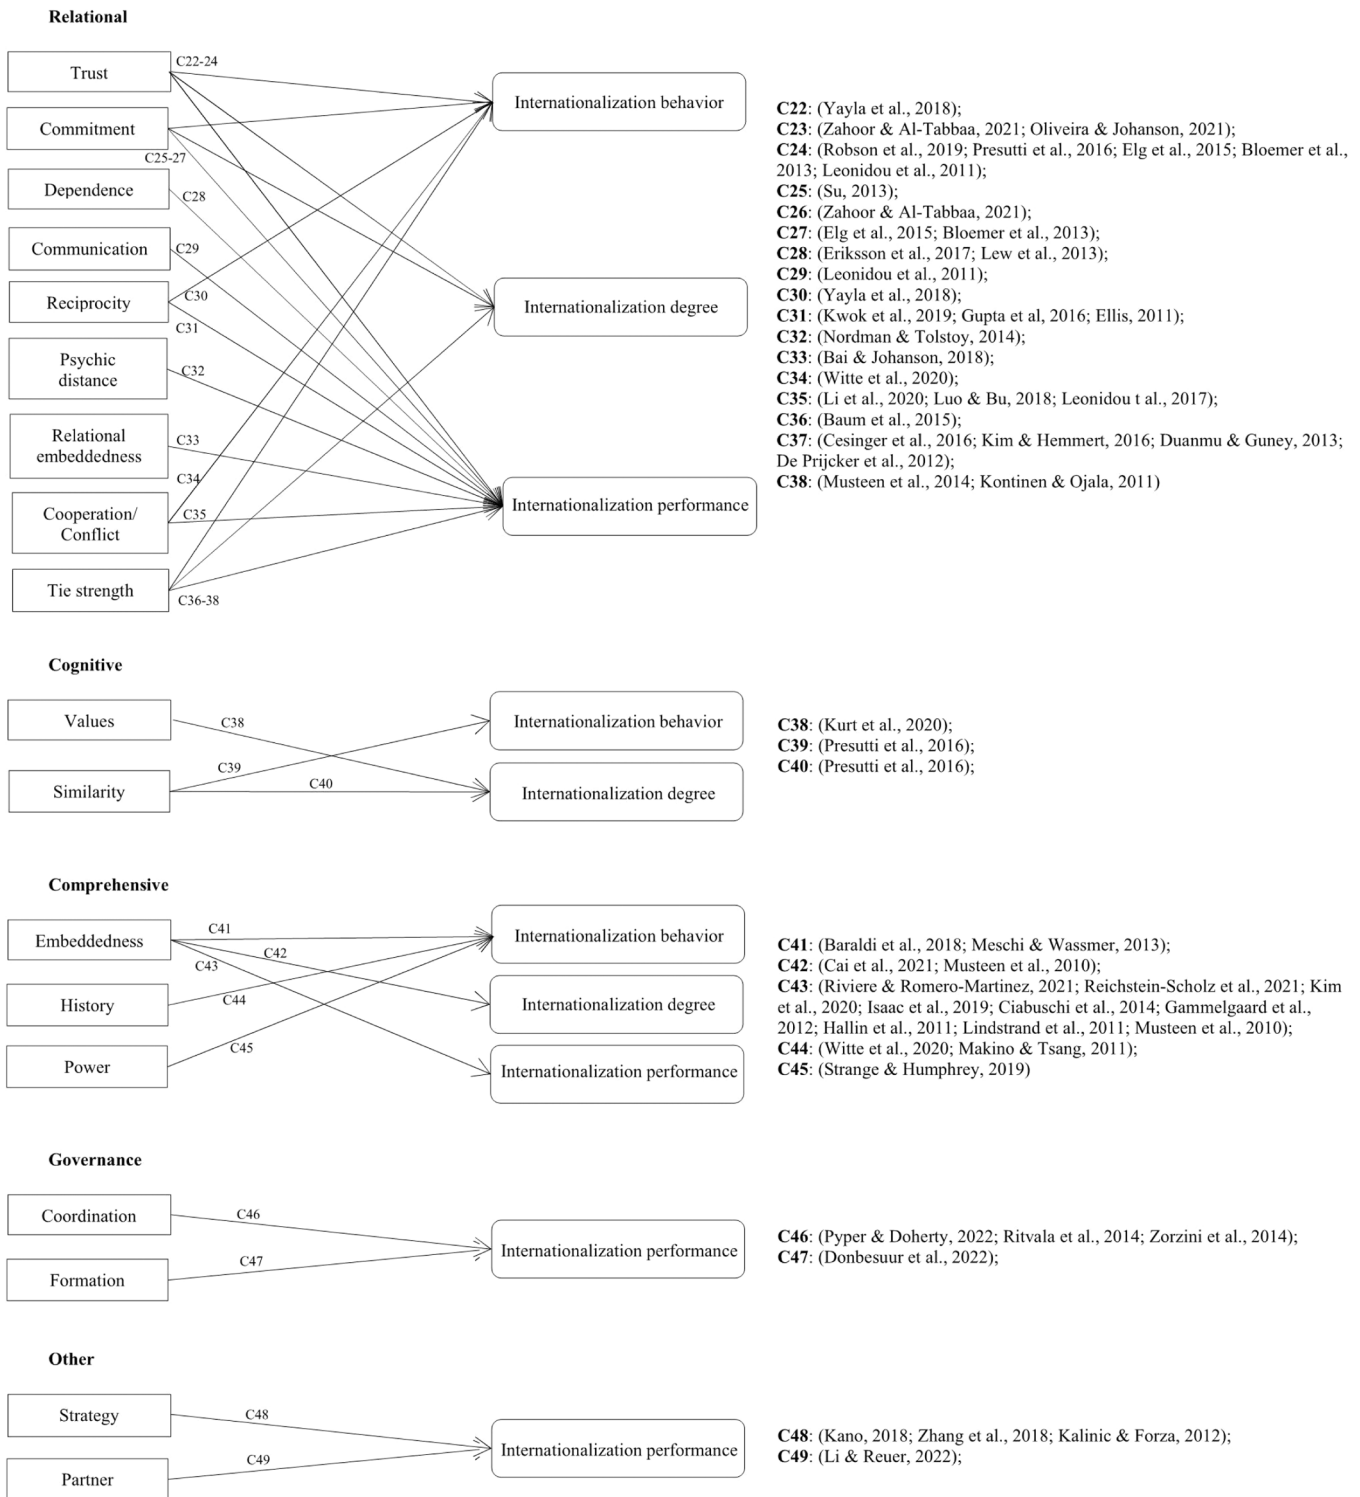 Relational
Trust
C22-24
Commitment
C25-27
Dependence
C28
Communication
C29
Reciprocity
C30
C31
Psychic
distance
C32
Relational
embeddedness
C33
C34
Cooperation/
Conflict
C35
Tie strength
C36-38
Internationalization behavior
Internationalization degree
Internationalization performance
C22: (Yayla et al., 2018);
C23: (Zahoor & Al-Tabbaa, 2021; Oliveira & Johanson, 2021);
C24: (Robson et al., 2019; Presutti et al., 2016; Elg et al., 2015; Bloemer et al.,
2013; Leonidou et al., 2011);
C25: (Su, 2013);
C26: (Zahoor & Al-Tabbaa, 2021);
C27: (Elg et al., 2015; Bloemer et al., 2013);
C28: (Eriksson et al., 2017; Lew et al., 2013);
C29: (Leonidou et al., 2011);
C30: (Yayla et al., 2018);
C31: (Kwok et al., 2019; Gupta et al, 2016; Ellis, 2011);
C32: (Nordman & Tolstoy, 2014);
C33: (Bai & Johanson, 2018);
C34: (Witte et al., 2020);
C35: (Li et al., 2020; Luo & Bu, 2018; Leonidou t al., 2017);
C36: (Baum et al., 2015);
C37: (Cesinger et al., 2016; Kim & Hemmert, 2016; Duanmu & Guney, 2013;
De Prijcker et al., 2012);
C38: (Musteen et al., 2014; Kontinen & Ojala, 2011)
Cognitive
Values
C38
Similarity
C39
C40
Internationalization behavior
Internationalization degree
C38: (Kurt et al., 2020);
C39: (Presutti et al., 2016);
C40: (Presutti et al., 2016);
Comprehensive
Embeddedness
C41
C42
C43
History
C44
Power
C45
Internationalization behavior
Internationalization degree
Internationalization performance
C41: (Baraldi et al., 2018; Meschi & Wassmer, 2013);
C42: (Cai et al., 2021; Musteen et al., 2010);
C43: (Riviere & Romero-Martinez, 2021; Reichstein-Scholz et al., 2021; Kim
et al., 2020; Isaac et al., 2019; Ciabuschi et al., 2014; Gammelgaard et al.,
2012; Hallin et al., 2011; Lindstrand et al., 2011; Musteen et al., 2010);
C44: (Witte et al., 2020; Makino & Tsang, 2011);
C45: (Strange & Humphrey, 2019)
Governance
Coordination
C46
Formation
C47
Internationalization performance
C46: (Pyper & Doherty, 2022; Ritvala et al., 2014; Zorzini et al., 2014);
C47: (Donbesuur et al., 2022);
Other
Strategy
C48
Partner
C49
Internationalization performance
C48: (Kano, 2018; Zhang et al., 2018; Kalinic & Forza, 2012);
C49: (Li & Reuer, 2022);